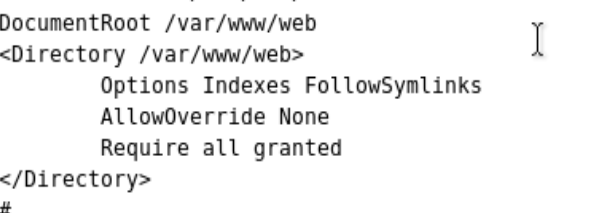 DocumentRoot /var/www/web
<Directory /var/www/web>
Options Indexes FollowSymlinks
AllowOverride None
Require all granted
</Directory>
#